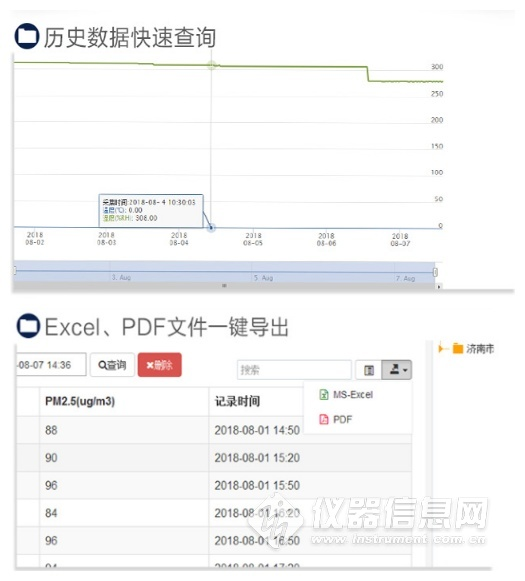 历史数据快速查询
300
250
200
150
100
50
0
采集时间:2018-08- 4 10:30:03
温度(℃): 0.00
湿度(%RH): 308.00
2018
08-02
2018
08-03
2018
08-04
2018
08-05
2018
08-06
2018
08-07
3. Aug
5. Aug
7. Aug
Excel、PDF文件一键导出
-08-07 14:36
查询
删除
搜索
济南市
MS-Excel
PDF
PM2.5(ug/m3)
记录时间
88
2018-08-01 14:50
90
2018-08-01 15:20
96
2018-08-01 15:50
84
2018-08-01 16:20
96
2018-08-01 16:50
94
2018-08-01 17:20
仪器信息网
www.instrument.com.cn